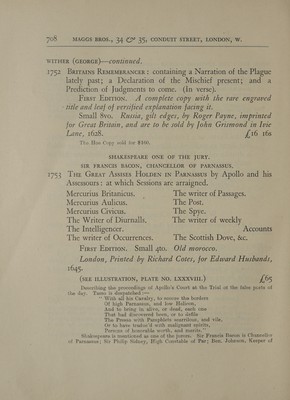 708 MAGGS BROS., 34 & 35, CONDUIT STREET, LONDON, W.
WITHER (GEORGE)—continued.
1752 BRITAINS REMEMBRANCER: containing a Narration of the Plague
lately past; a Declaration of the Mischief present; and a
Prediction of Judgments to come. (In verse).
FIRST EDITION. A complete copy with the rare engraved
title and leaf of versified explanation facing it.
Small 8vo. Russia, gilt edges, by Roger Payne, imprinted
for Great Britain, and are to be sold by John Grismond in Ivie
Lane, 1628. £16 16s
The Hoe Copy sold for $160.
SHAKESPEARE ONE OF THE JURY.
SIR FRANCIS BACON, CHANCELLOR OF PARNASSUS.
1753 THE GREAT ASSISES HOLDEN IN PARNASSUS by Apollo and his
Assessours: at which Sessions are arraigned.
Mercurius Britanicus. The writer of Passages.
Mercurius Aulicus. The Post.
Mercurius Civicus. The Spye.
The Writer of Diurnalls. The writer of weekly
The Intelligencer. Accounts
The writer of Occurrences. The Scottish Dove, &c.
FIRST EDITION. Small 4to. Old morocco.
London, Printed by Richard Cotes, for Edward Husbands,
1645.
(SEE ILLUSTRATION, PLATE NO. LXXXVIII.) £65
Describing the proceedings of Apollo's Court at the Trial of the false poets of
the day. Tasso is despatched:—
" With all his Cavalry, to secure the borders
Of high Parnassus, and low Helicon,
And to bring in alive, or dead, each one
That had discovered been, or to defile
The Presse with Pamphlets scurrilous, and vile,
Or to have traduc'd with malignant spirits,
Persons of honorable worth, and merits."
Shakespeare is mentioned as one of the jurors. Sir Francis Bacon is Chancellor
of Parnassus; Sir Philip Sidney, High Constable of Par; Ben. Johnson, Keeper of